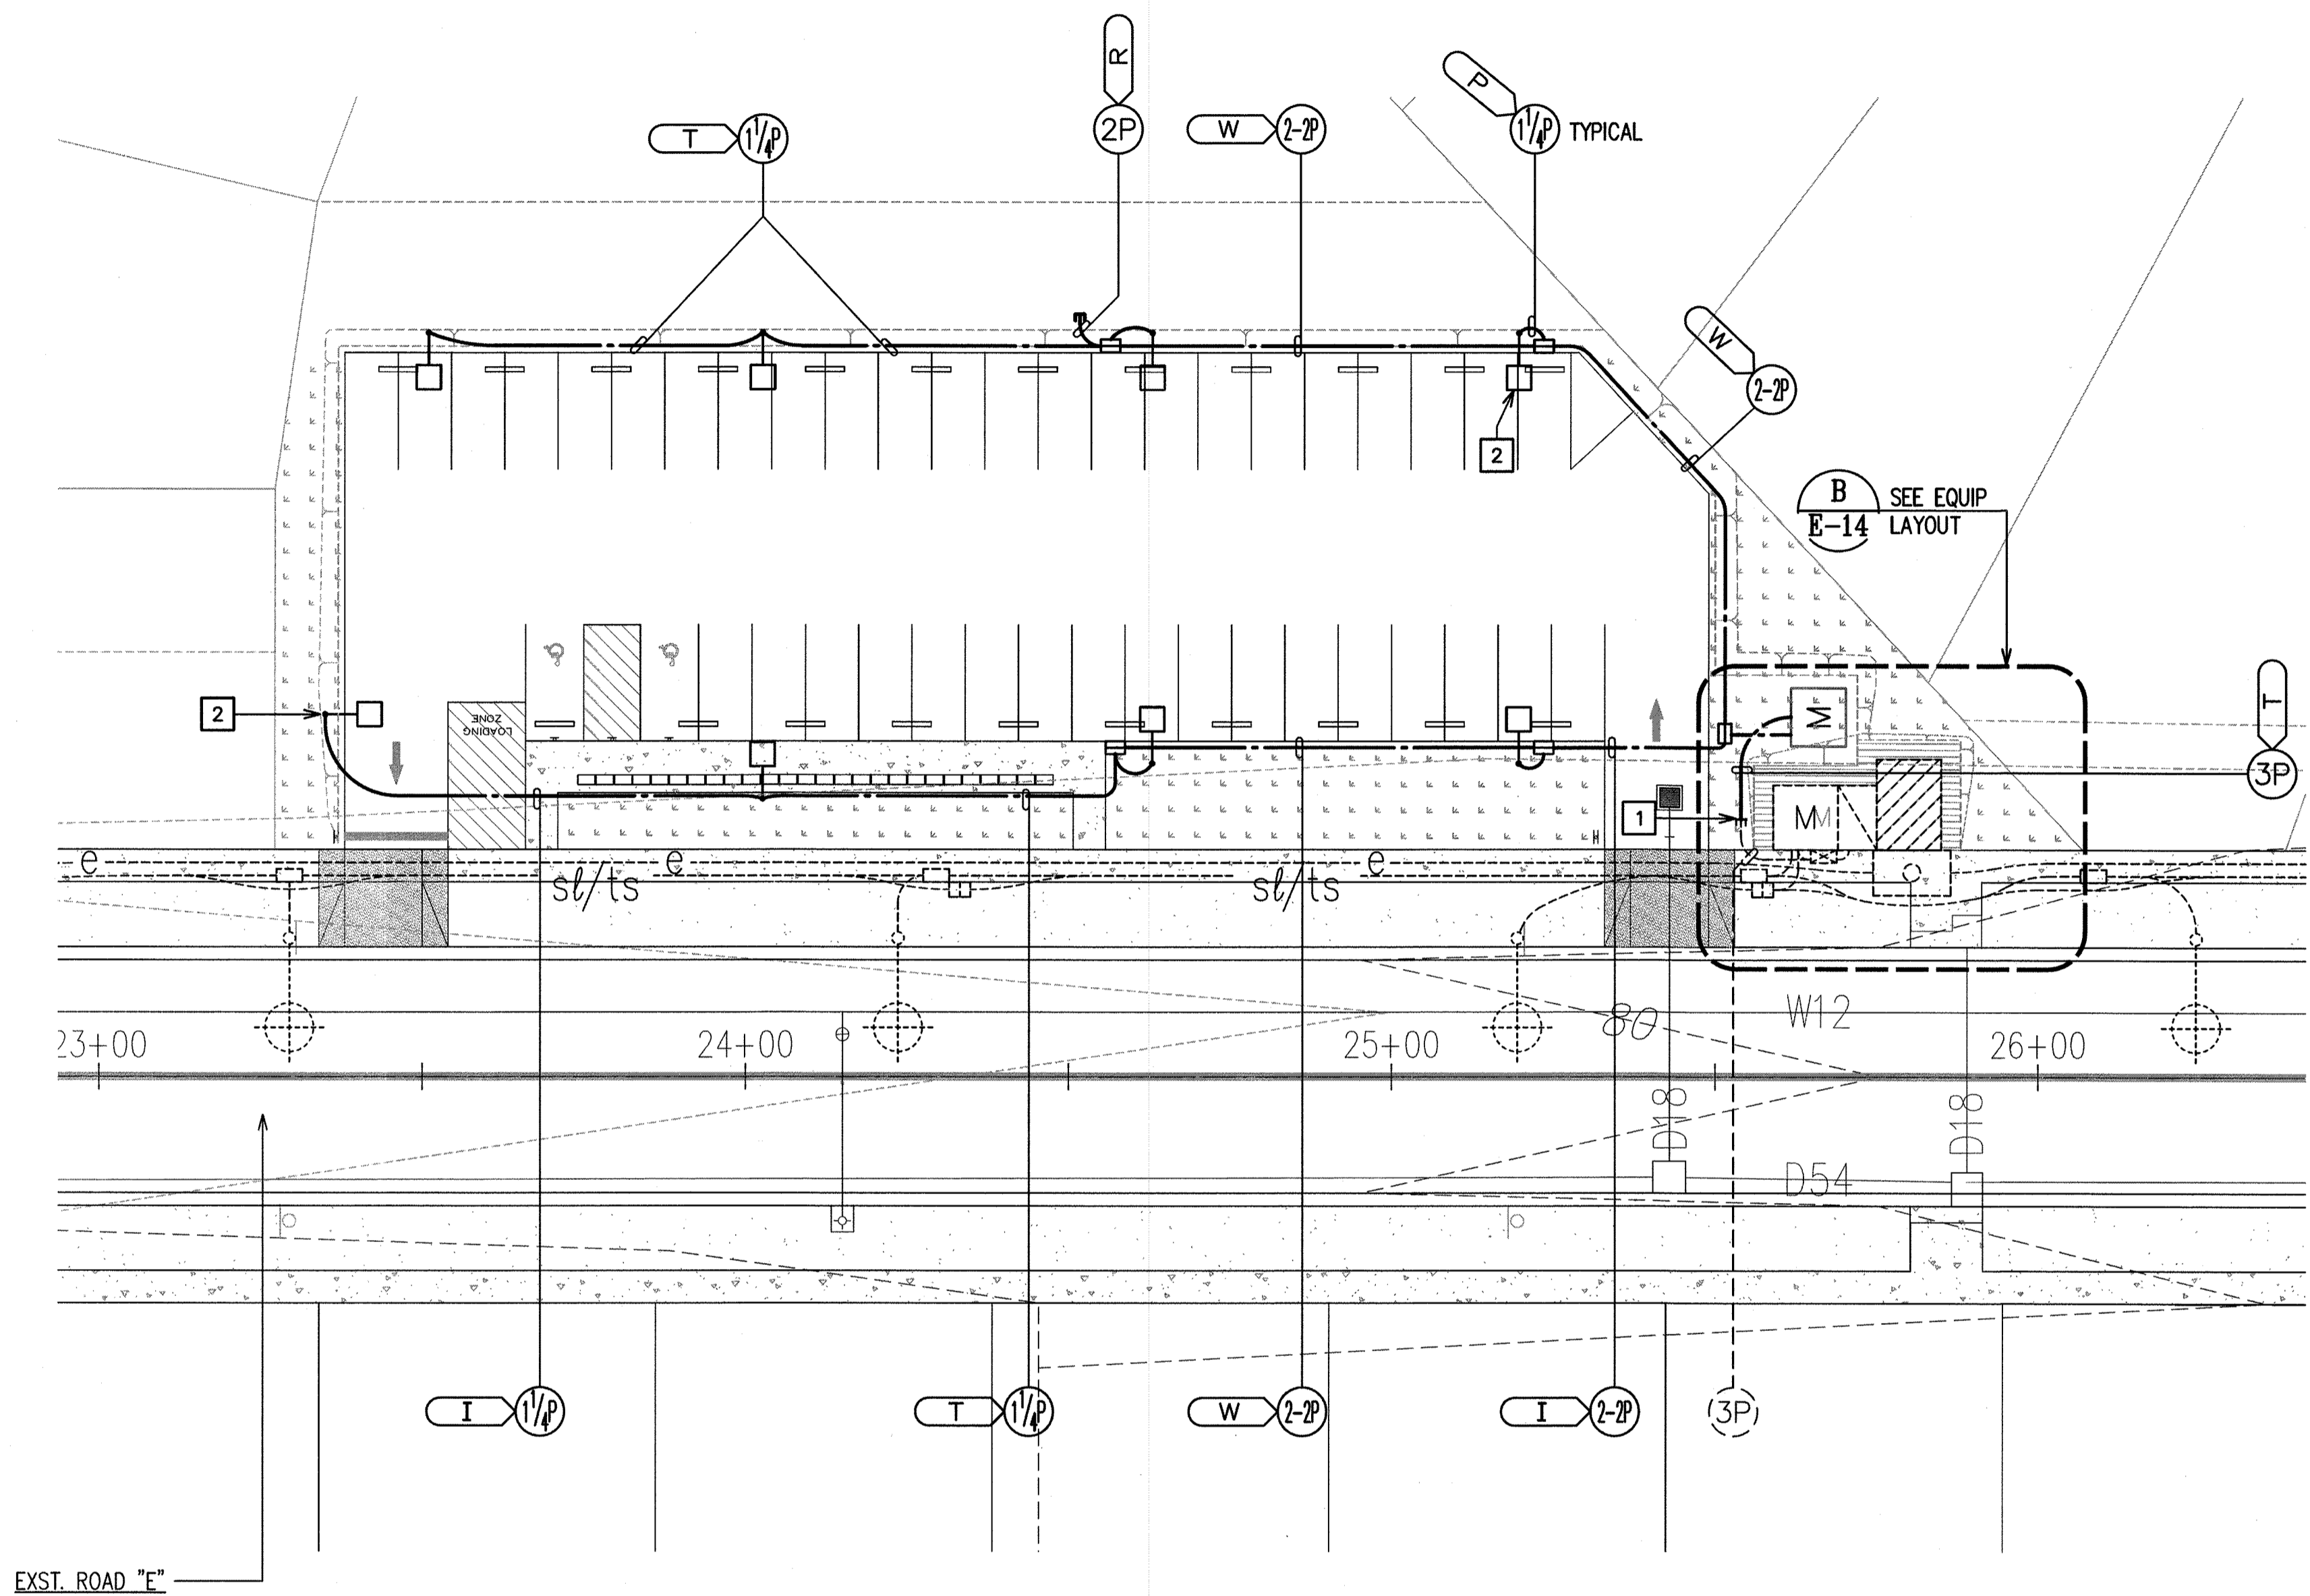 R
2P
T
1 1/4P
W
2-2P
P
1 1/4P TYPICAL
W
2-2P
2
B
E-14
SEE EQUIP
LAYOUT
2
LOADING
ZONE
M
T
3P
1
MM
e
e
e
sl/ts
sl/ts
80
W12
23+00
24+00
25+00
26+00
D18
D18
D54
I
1 1/4P
T
1 1/4P
W
2-2P
I
2-2P
3P
EXST. ROAD "E"